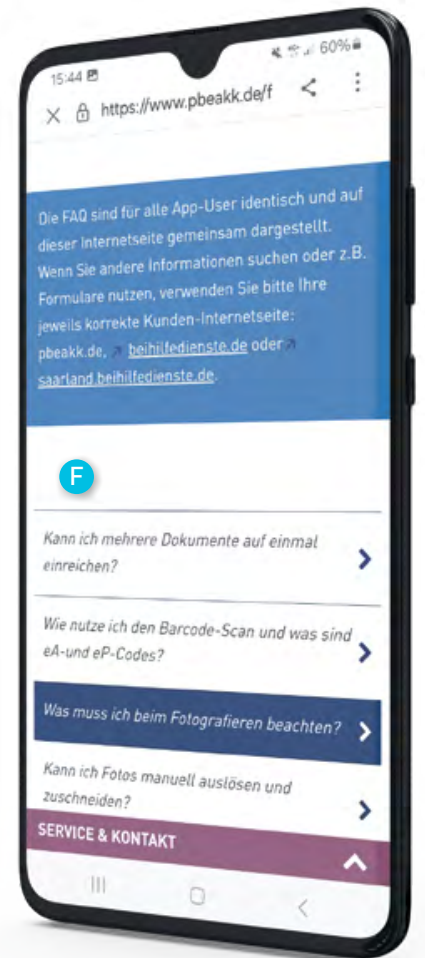 15:44 60%
https://www.pbeakk.de/f
Die FAQ sind für alle App-User identisch und auf
dieser Internetseite gemeinsam dargestellt.
Wenn Sie andere Informationen suchen oder z.B.
Formulare nutzen, verwenden Sie bitte Ihre
jeweils korrekte Kunden-Internetseite:
pbeakk.de, beihilfedienste.de oder
saarland.beihilfedienste.de.
F
Kann ich mehrere Dokumente auf einmal
einreichen?
Wie nutze ich den Barcode-Scan und was sind
eA-und eP-Codes?
Was muss ich beim Fotografieren beachten?
Kann ich Fotos manuell auslösen und
zuschneiden?
SERVICE & KONTAKT